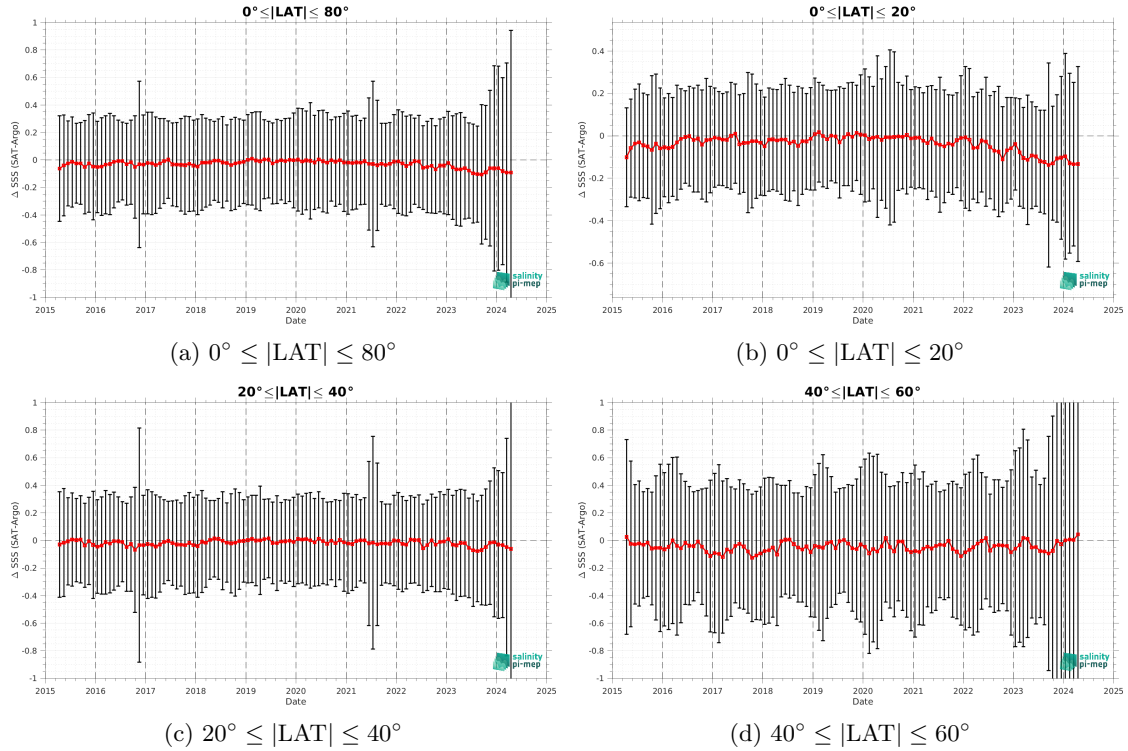 0°≤|LAT|≤ 80°
1
0.8
0.6
0.4
0.2
0
-0.2
-0.4
-0.6
-0.8
-1
Δ SSS (SAT-Argo)
2015 2016 2017 2018 2019 2020 2021 2022 2023 2024 2025
Date
salinity
pi-mep
(a) 0° ≤ |LAT| ≤ 80°
0°≤|LAT|≤ 20°
0.4
0.2
0
-0.2
-0.4
-0.6
Δ SSS (SAT-Argo)
2015 2016 2017 2018 2019 2020 2021 2022 2023 2024 2025
Date
salinity
pi-mep
(b) 0° ≤ |LAT| ≤ 20°
20°≤|LAT|≤ 40°
1
0.8
0.6
0.4
0.2
0
-0.2
-0.4
-0.6
-0.8
-1
Δ SSS (SAT-Argo)
2015 2016 2017 2018 2019 2020 2021 2022 2023 2024 2025
Date
salinity
pi-mep
(c) 20° ≤ |LAT| ≤ 40°
40°≤|LAT|≤ 60°
1
0.8
0.6
0.4
0.2
0
-0.2
-0.4
-0.6
-0.8
-1
Δ SSS (SAT-Argo)
2015 2016 2017 2018 2019 2020 2021 2022 2023 2024 2025
Date
salinity
pi-mep
(d) 40° ≤ |LAT| ≤ 60°